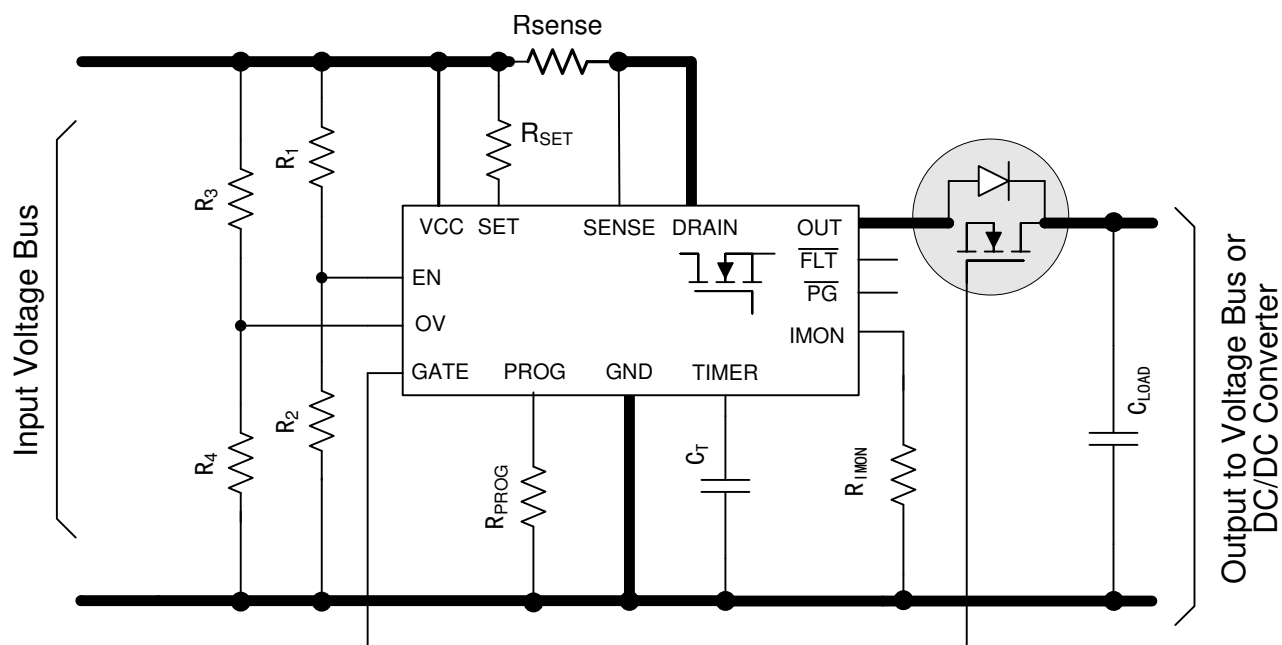 Rsense
RSET
R1
R3
VCC SET SENSE DRAIN OUT
FLT
EN
PG
OV
IMON
GATE PROG GND TIMER
R2
R4
RPROG
CT
RIMON
CLOAD
Input Voltage Bus
Output to Voltage Bus or
DC/DC Converter